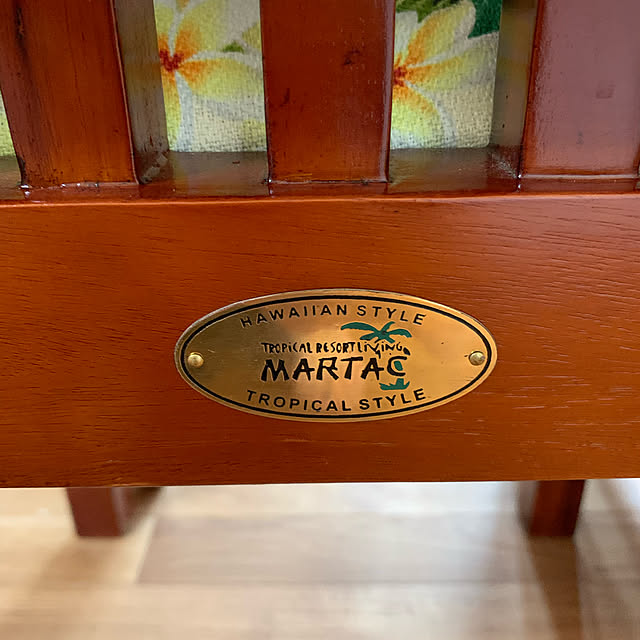 HAWAIIAN STYLE
TROPICAL RESORT LIVING
MARTAC
TROPICAL STYLE